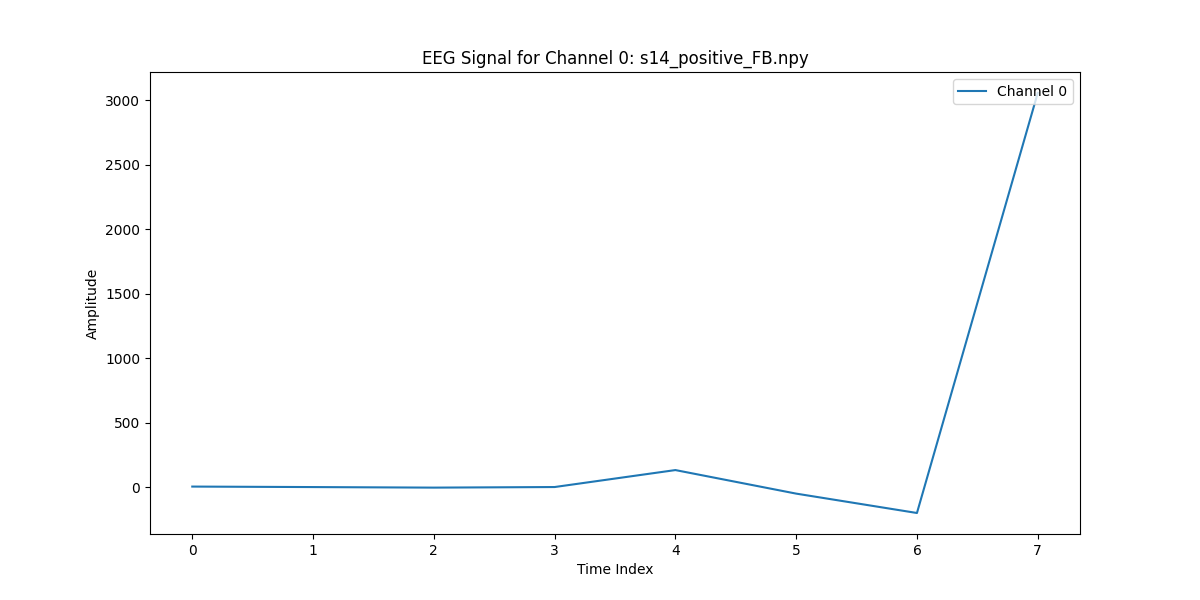 EEG Signal for Channel 0: s14_positive_FB.npy
Channel 0
3000
2500
2000
1500
1000
500
0
Amplitude
0 1 2 3 4 5 6 7
Time Index